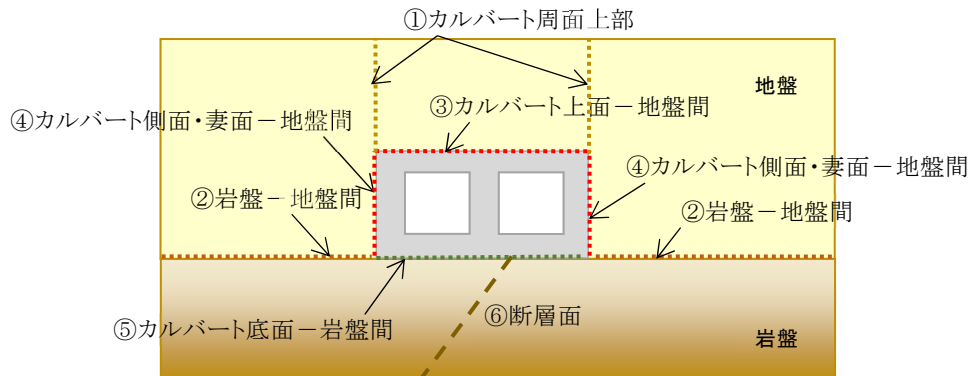 ①カルバート周面上部
地盤
③カルバート上面－地盤間
④カルバート側面・妻面－地盤間
④カルバート側面・妻面－地盤間
②岩盤－地盤間
②岩盤－地盤間
⑤カルバート底面－岩盤間
⑥断層面
岩盤